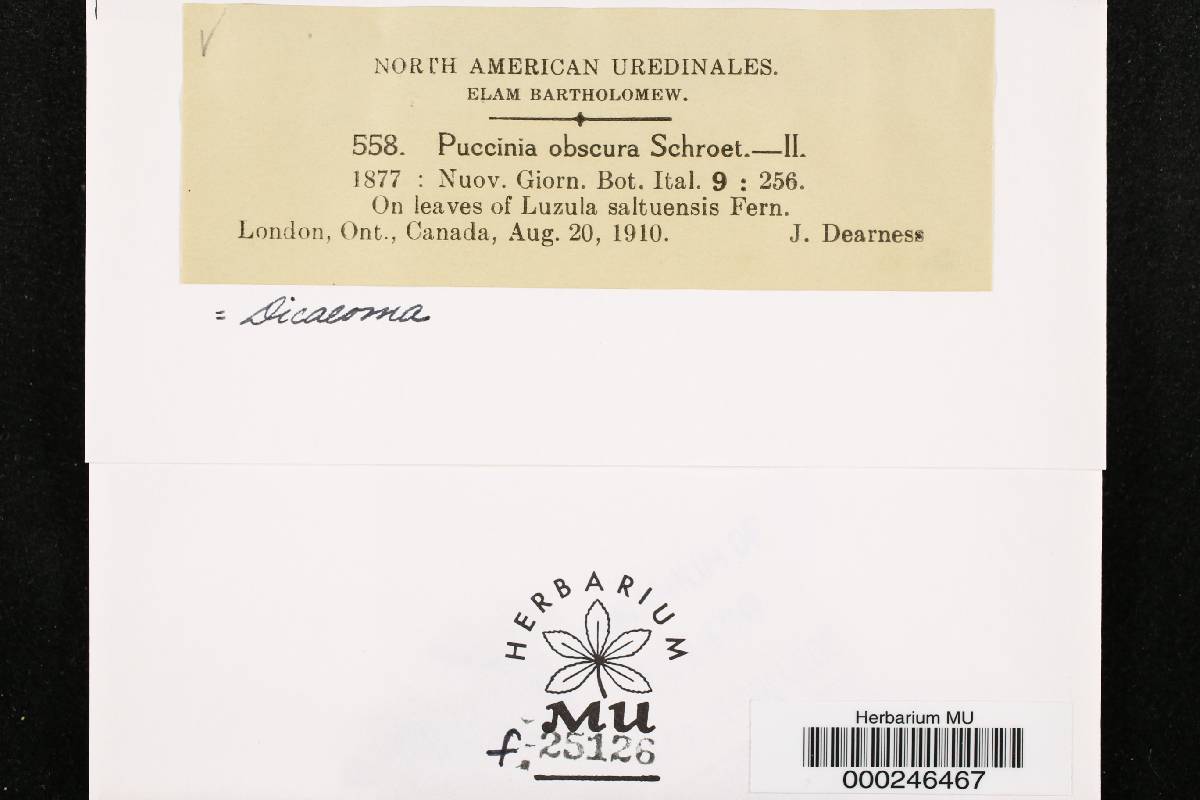 NORTH AMERICAN UREDINALES.
ELAM BARTHOLOMEW.
558. Puccinia obscura Schroet.—II.
1877 : Nuov. Giorn. Bot. Ital. 9 : 256.
On leaves of Luzula saltuensis Fern.
London, Ont., Canada, Aug. 20, 1910. J. Dearness
= Dicaeoma
HERBARIUM
MU
f. 25126
Herbarium MU
000246467